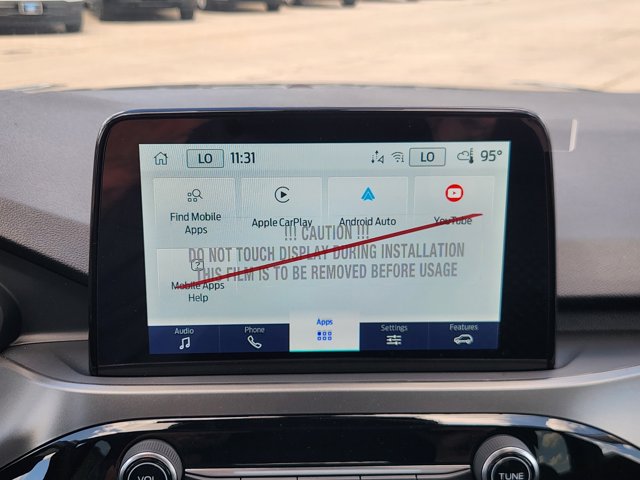 LO 11:31 LO 95°
Find Mobile
Apps
Apple CarPlay
Android Auto
YouTube
!!! CAUTION !!!
DO NOT TOUCH DISPLAY DURING INSTALLATION
THIS FILM IS TO BE REMOVED BEFORE USAGE
Mobile Apps
Help
Audio
Phone
Apps
Settings
Features
VOL
TUNE